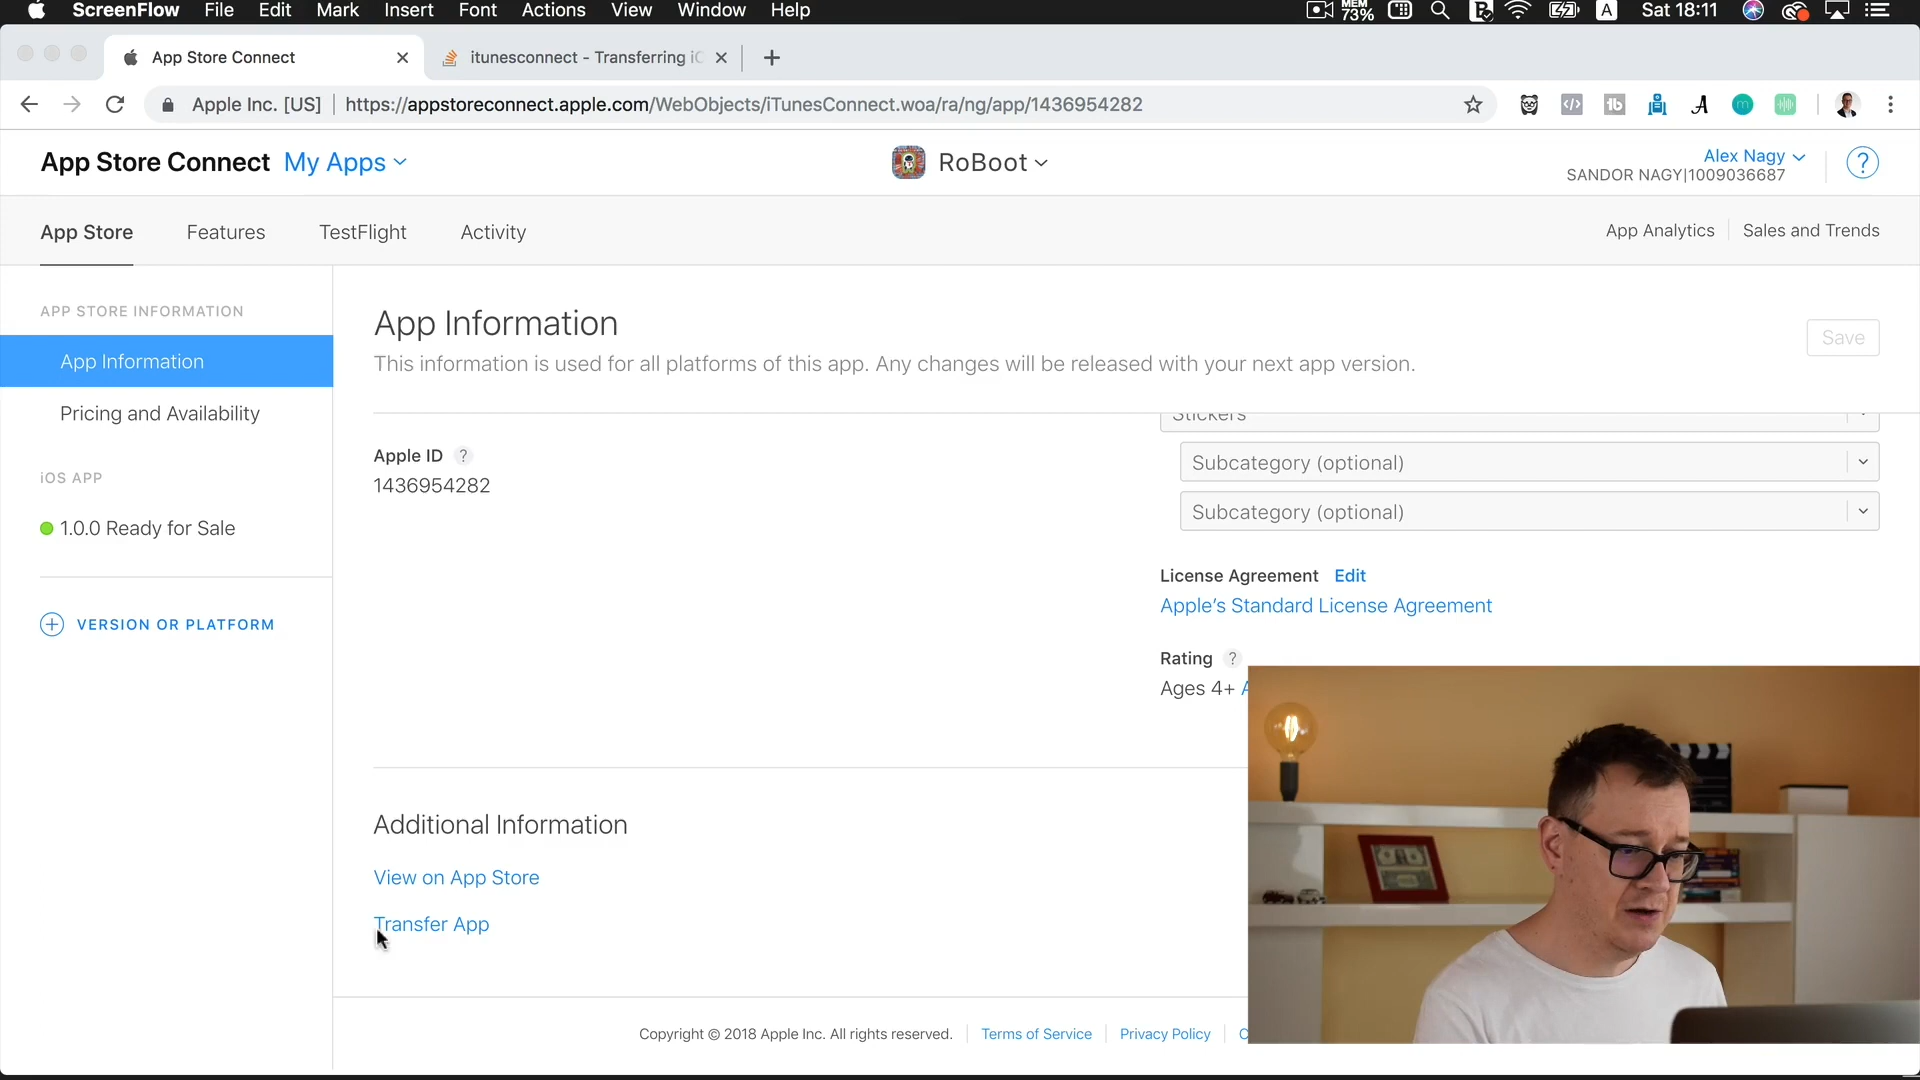 ScreenFlow File Edit Mark Insert Font Actions View Window Help MEM 73% A Sat 18:11
App Store Connect itunesconnect - Transferring iC
Apple Inc. [US] https://appstoreconnect.apple.com/WebObjects/iTunesConnect.woa/ra/ng/app/1436954282
App Store Connect My Apps RoBoot Alex Nagy ?
SANDOR NAGY|1009036687
App Store Features TestFlight Activity App Analytics Sales and Trends
APP STORE INFORMATION
App Information
Pricing and Availability
iOS APP
1.0.0 Ready for Sale
VERSION OR PLATFORM
App Information
Save
This information is used for all platforms of this app. Any changes will be released with your next app version.
Stickers
Apple ID ?
1436954282
Subcategory (optional)
Subcategory (optional)
License Agreement Edit
Apple's Standard License Agreement
Rating ?
Ages 4+
Additional Information
View on App Store
Transfer App
Copyright © 2018 Apple Inc. All rights reserved. Terms of Service Privacy Policy